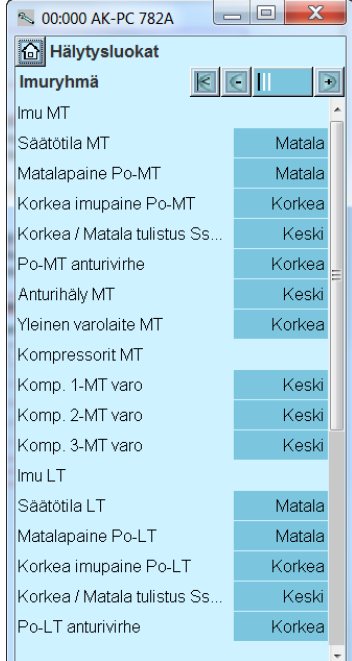 00:000 AK-PC 782A
Hälytysluokat
Imuryhmä
Imu MT
Säätötila MT Matala
Matalapaine Po-MT Matala
Korkea imupaine Po-MT Korkea
Korkea / Matala tulistus Ss... Keski
Po-MT anturivirhe Korkea
Anturihäly MT Keski
Yleinen varolaite MT Korkea
Kompressorit MT
Komp. 1-MT varo Keski
Komp. 2-MT varo Keski
Komp. 3-MT varo Keski
Imu LT
Säätötila LT Matala
Matalapaine Po-LT Matala
Korkea imupaine Po-LT Korkea
Korkea / Matala tulistus Ss... Keski
Po-LT anturivirhe Korkea